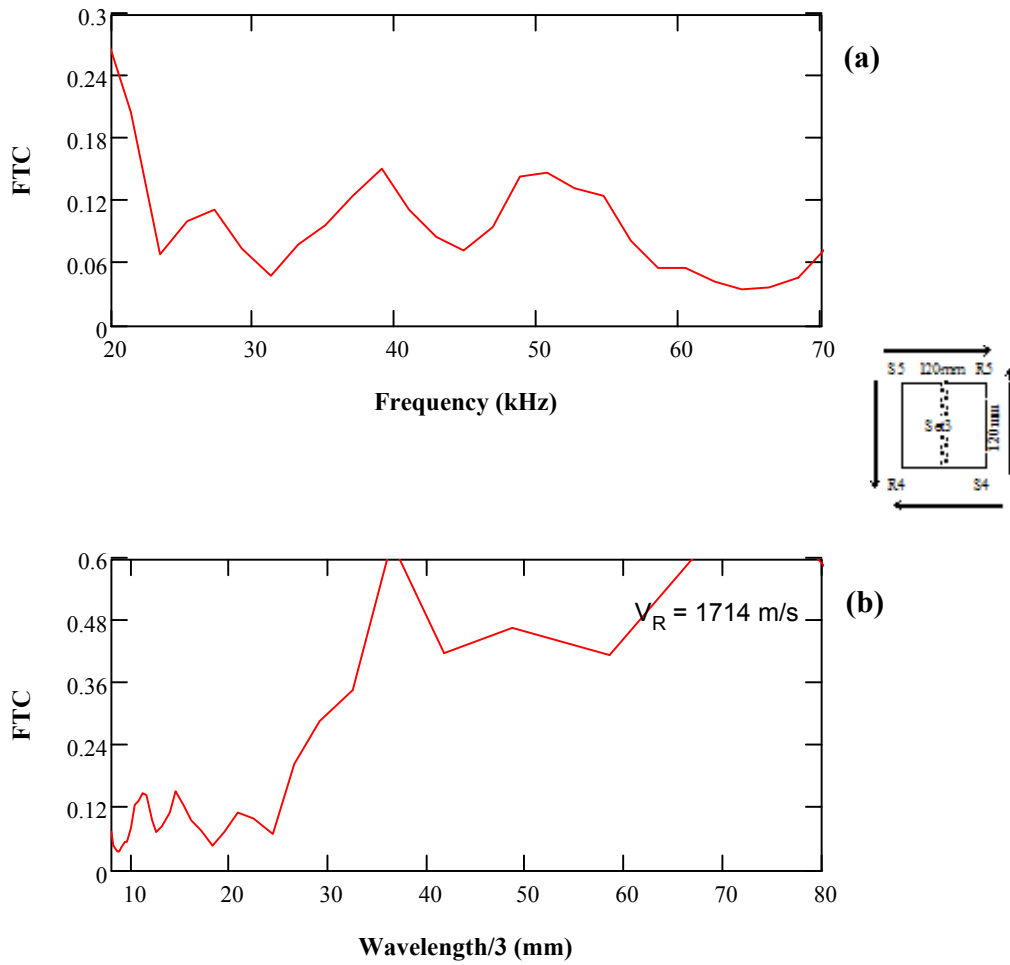 0.3
(a)
0.24
0.18
FTC
0.12
0.06
0
20 30 40 50 60 70
Frequency (kHz)
S5 120mm R5
Set3
120mm
R4 S4
0.6
(b)
V_R = 1714 m/s
0.48
0.36
FTC
0.24
0.12
0
10 20 30 40 50 60 70 80
Wavelength/3 (mm)